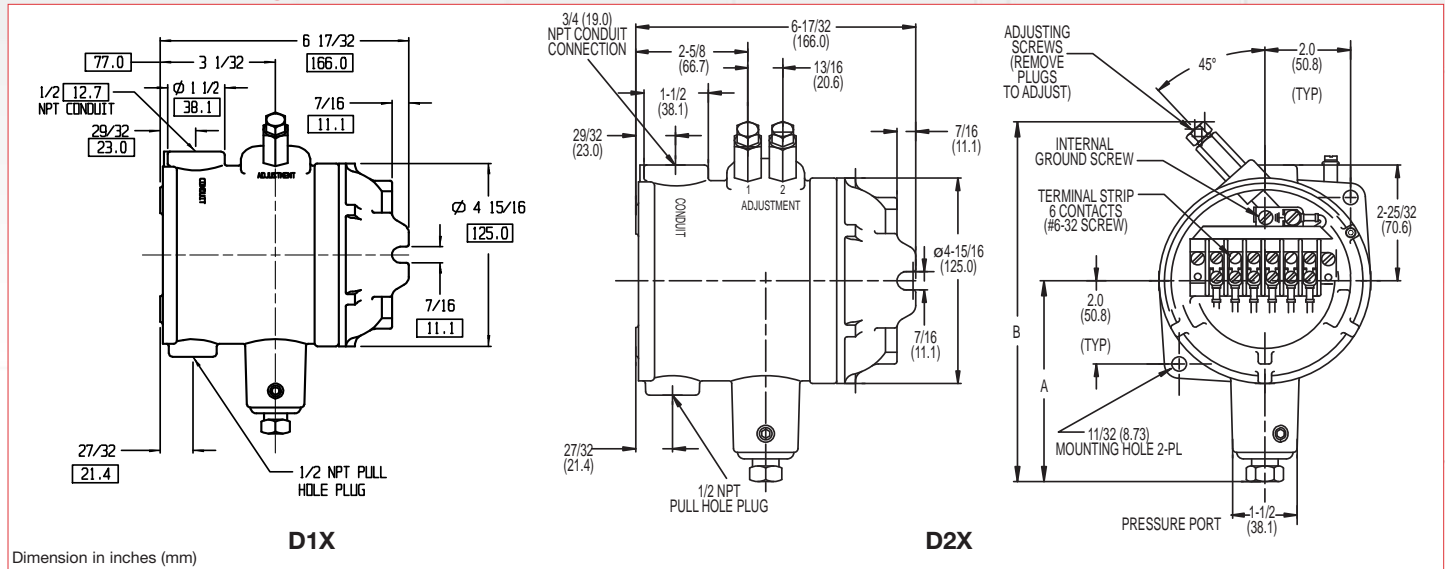 6 17/32
166.0
77.0
3 1/32
1/2 12.7
NPT CONDUIT
Ø 1 1/2
38.1
7/16
11.1
29/32
23.0
CONDUIT
ADJUSTMENT
Ø 4 15/16
125.0
7/16
11.1
27/32
21.4
1/2 NPT PULL
HOLE PLUG
D1X
3/4 (19.0)
NPT CONDUIT
CONNECTION
6-17/32
(166.0)
2-5/8
(66.7)
13/16
(20.6)
1-1/2
(38.1)
29/32
(23.0)
7/16
(11.1)
1
2
ADJUSTMENT
CONDUIT
ø4-15/16
(125.0)
7/16
(11.1)
27/32
(21.4)
1/2 NPT
PULL HOLE PLUG
D2X
ADJUSTING
SCREWS
(REMOVE
PLUGS
TO ADJUST)
45°
2.0
(50.8)
(TYP)
INTERNAL
GROUND SCREW
TERMINAL STRIP
6 CONTACTS
(#6-32 SCREW)
2-25/32
(70.6)
B
A
2.0
(50.8)
(TYP)
11/32 (8.73)
MOUNTING HOLE 2-PL
PRESSURE PORT
1-1/2
(38.1)
Dimension in inches (mm)